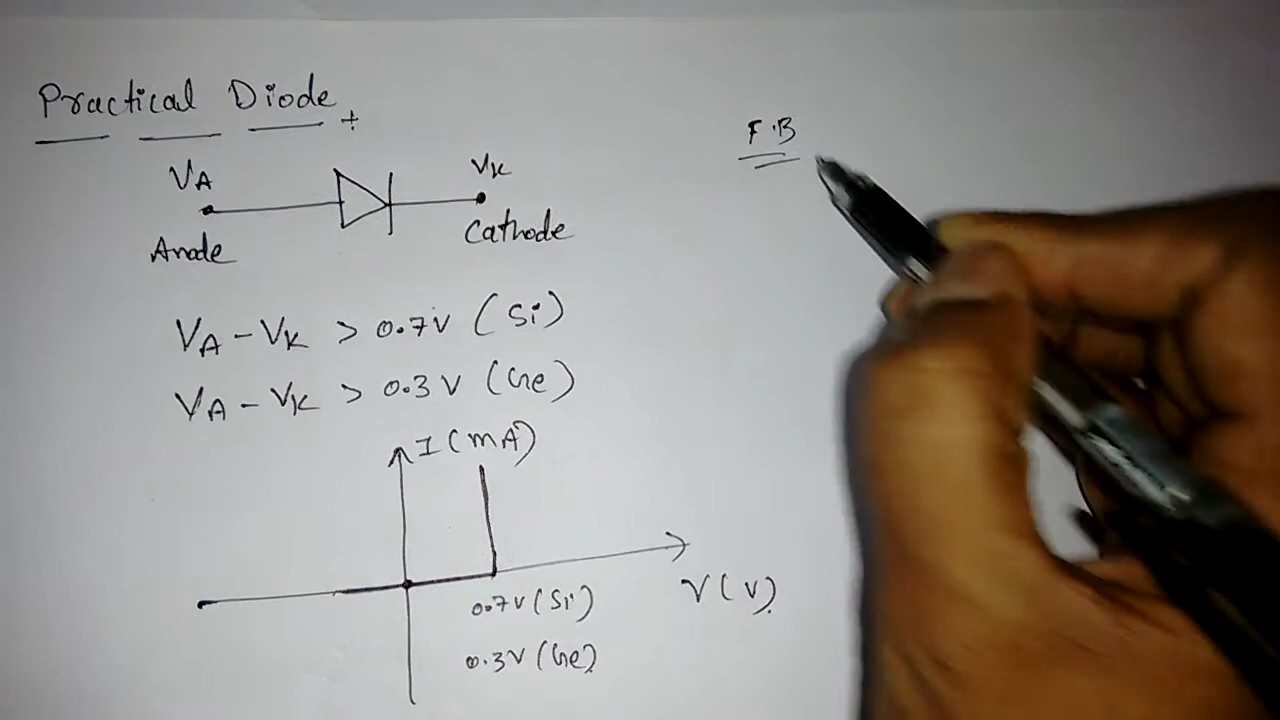 Practical Diode :
F.B
VA VK
Anode Cathode
VA - VK > 0.7V (Si)
VA - VK > 0.3V (Ge)
I (mA)
0.7V (Si) V (V)
0.3V (Ge)